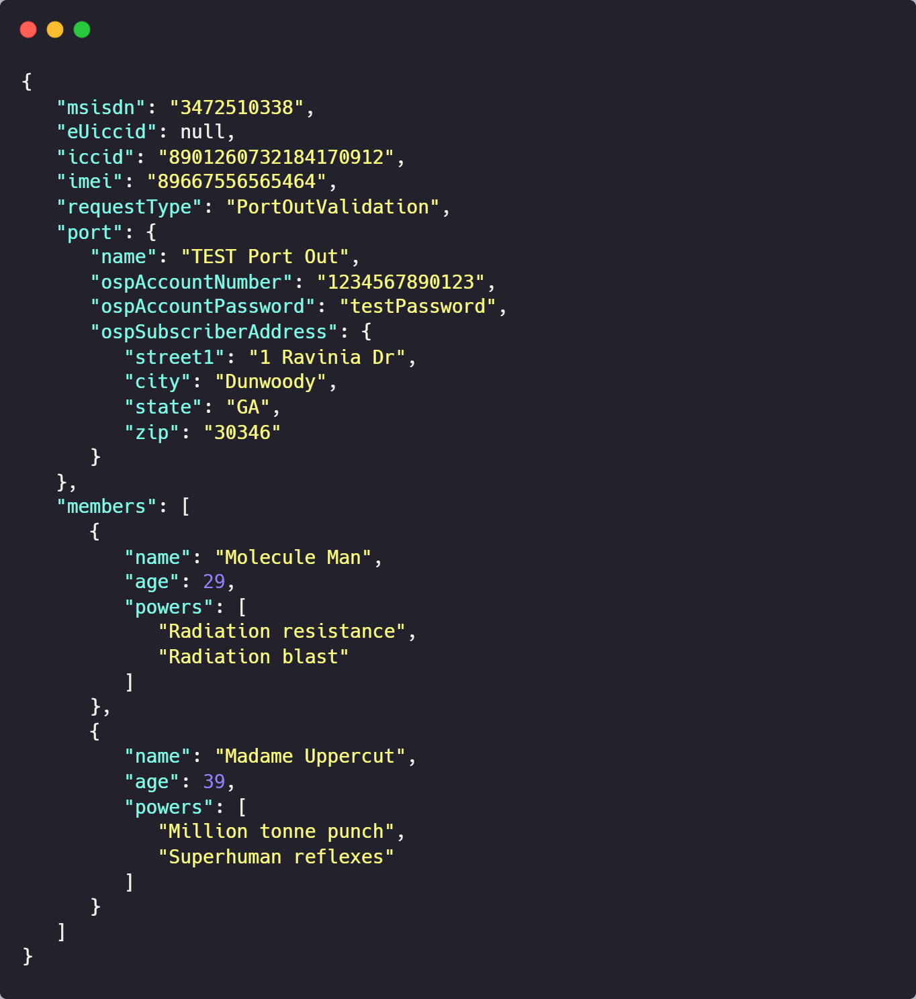 {
   "msisdn": "3472510338",
   "eUiccid": null,
   "iccid": "8901260732184170912",
   "imei": "89667556565464",
   "requestType": "PortOutValidation",
   "port": {
      "name": "TEST Port Out",
      "ospAccountNumber": "1234567890123",
      "ospAccountPassword": "testPassword",
      "ospSubscriberAddress": {
         "street1": "1 Ravinia Dr",
         "city": "Dunwoody",
         "state": "GA",
         "zip": "30346"
      }
   },
   "members": [
      {
         "name": "Molecule Man",
         "age": 29,
         "powers": [
            "Radiation resistance",
            "Radiation blast"
         ]
      },
      {
         "name": "Madame Uppercut",
         "age": 39,
         "powers": [
            "Million tonne punch",
            "Superhuman reflexes"
         ]
      }
   ]
}